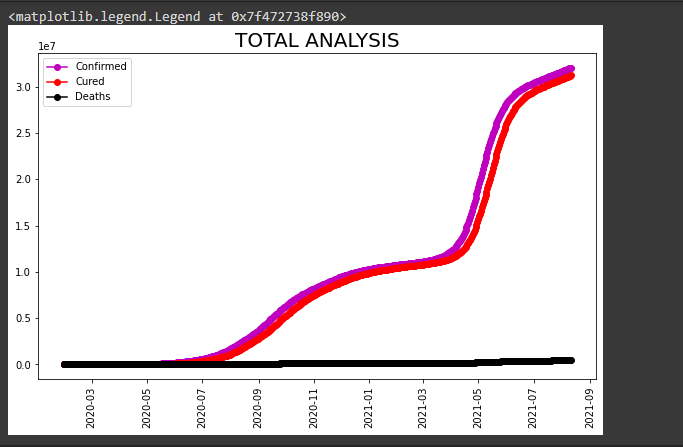 <matplotlib.legend.Legend at 0x7f472738f890>
TOTAL ANALYSIS
1e7
Confirmed
Cured
Deaths
3.0
2.5
2.0
1.5
1.0
0.5
0.0
2020-03
2020-05
2020-07
2020-09
2020-11
2021-01
2021-03
2021-05
2021-07
2021-09